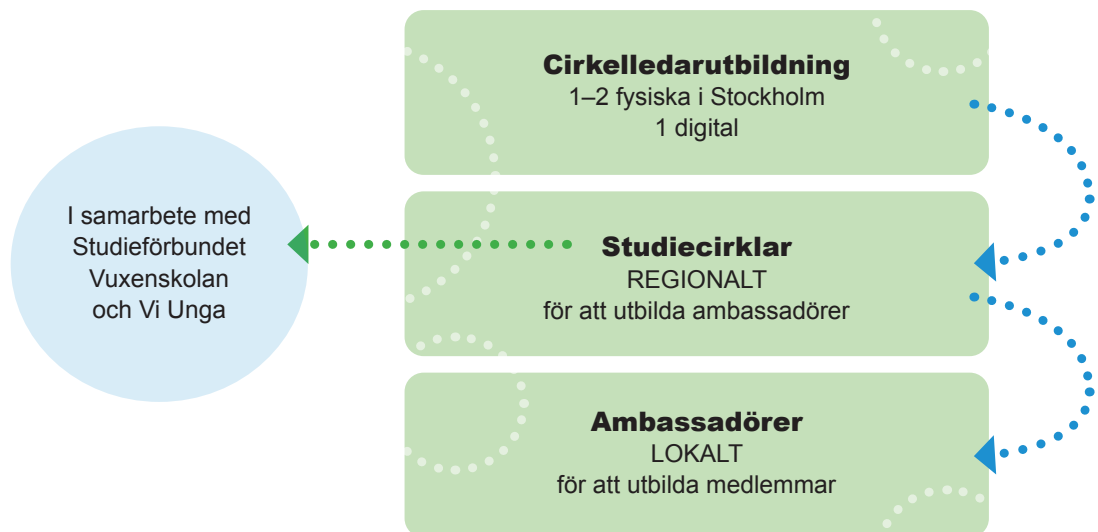 Cirkelledarutbildning
1–2 fysiska i Stockholm
1 digital
I samarbete med
Studieförbundet
Vuxenskolan
och Vi Unga
Studiecirklar
REGIONALT
för att utbilda ambassadörer
Ambassadörer
LOKALT
för att utbilda medlemmar